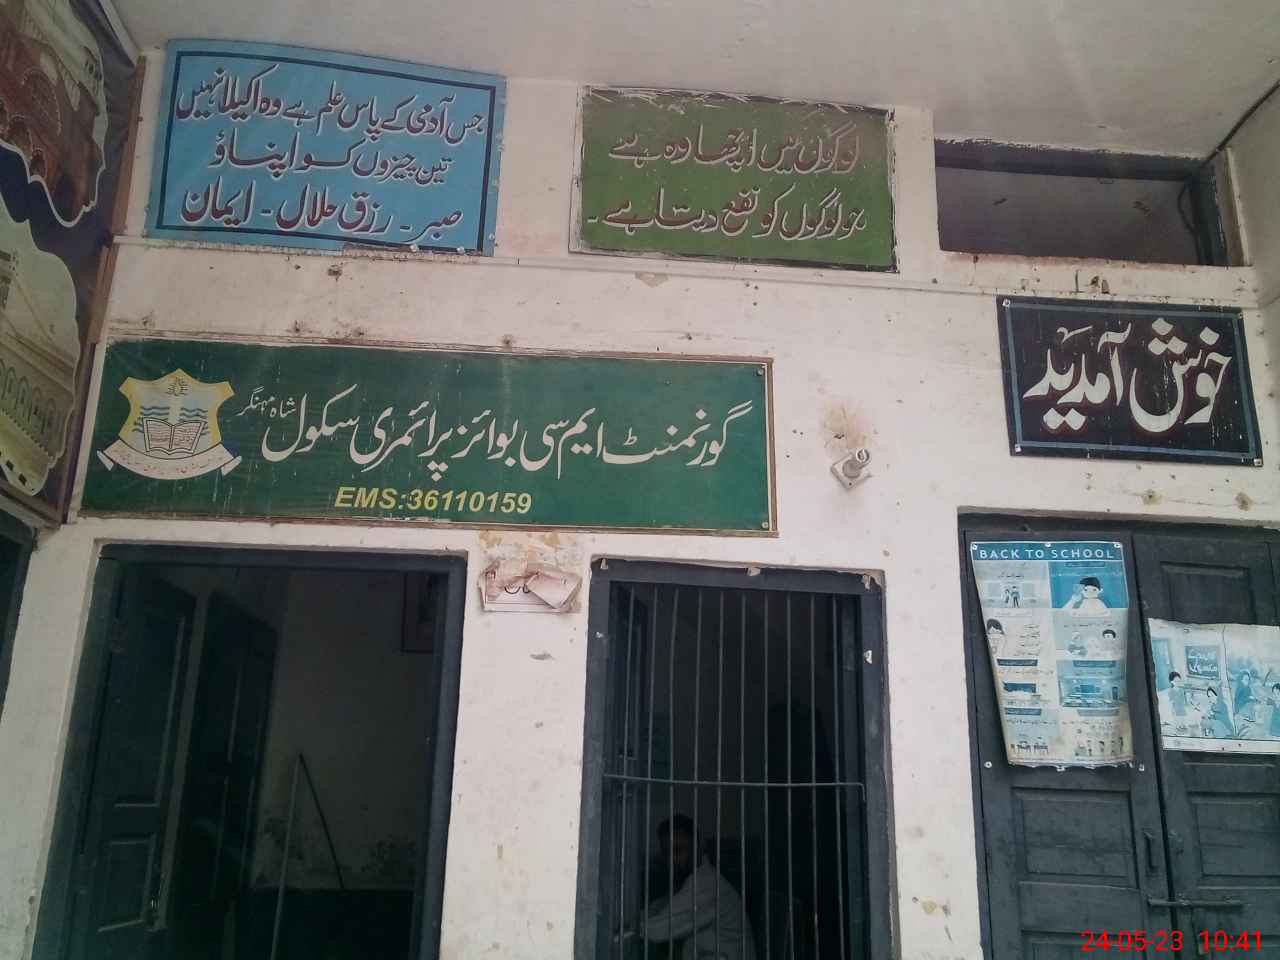 جس آدمی کے پاس علم ہے وہ اکیلا نہیں
تین چیزوں کو اپناؤ
صبر - رزق حلال - ایمان
لوگوں میں اچھا وہ ہے
جو لوگوں کو نفع دیتا ہے -
خوش آمدید
گورنمنٹ ایم سی بوائز پرائمری سکول
EMS:36110159
BACK TO SCHOOL
24-05-23 10:41